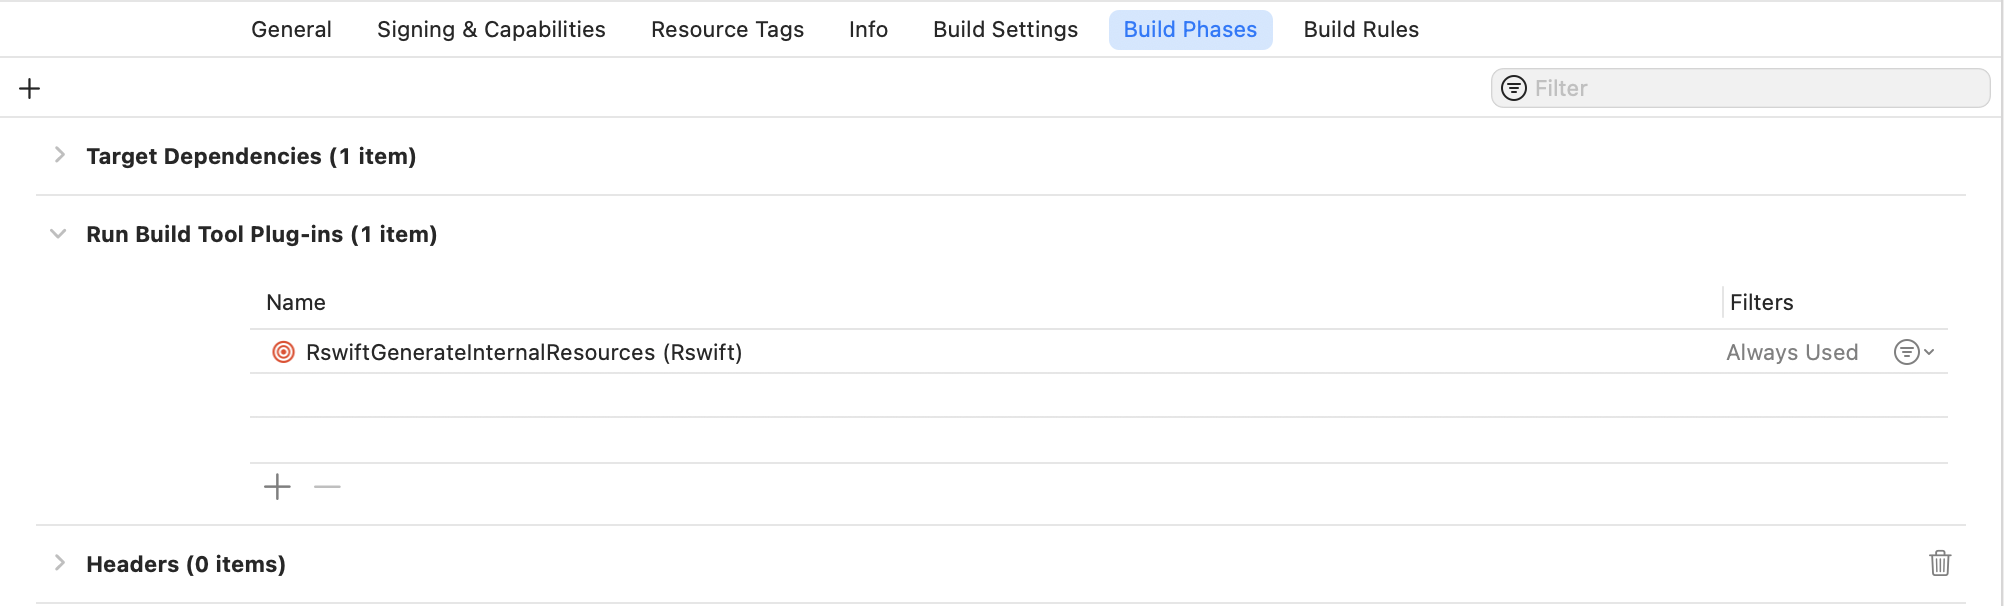 General Signing & Capabilities Resource Tags Info Build Settings Build Phases Build Rules
Filter
Target Dependencies (1 item)
Run Build Tool Plug-ins (1 item)
Name Filters
RswiftGenerateInternalResources (Rswift) Always Used
Headers (0 items)